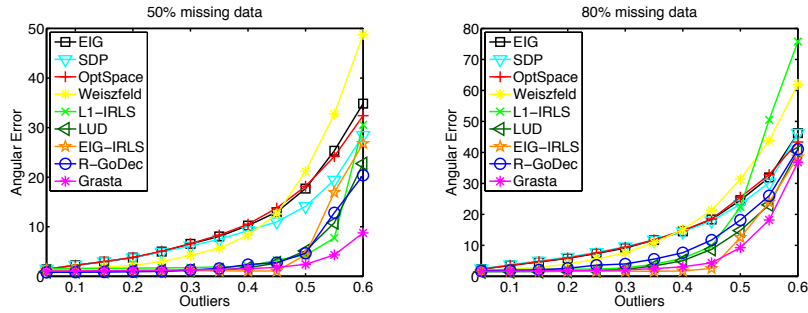 50% missing data
Angular Error
50
40
30
20
10
0
EIG
SDP
OptSpace
Weiszfeld
L1-IRLS
LUD
EIG-IRLS
R-GoDec
Grasta
0.1 0.2 0.3 0.4 0.5 0.6
Outliers
80% missing data
Angular Error
80
70
60
50
40
30
20
10
0
EIG
SDP
OptSpace
Weiszfeld
L1-IRLS
LUD
EIG-IRLS
R-GoDec
Grasta
0.1 0.2 0.3 0.4 0.5 0.6
Outliers